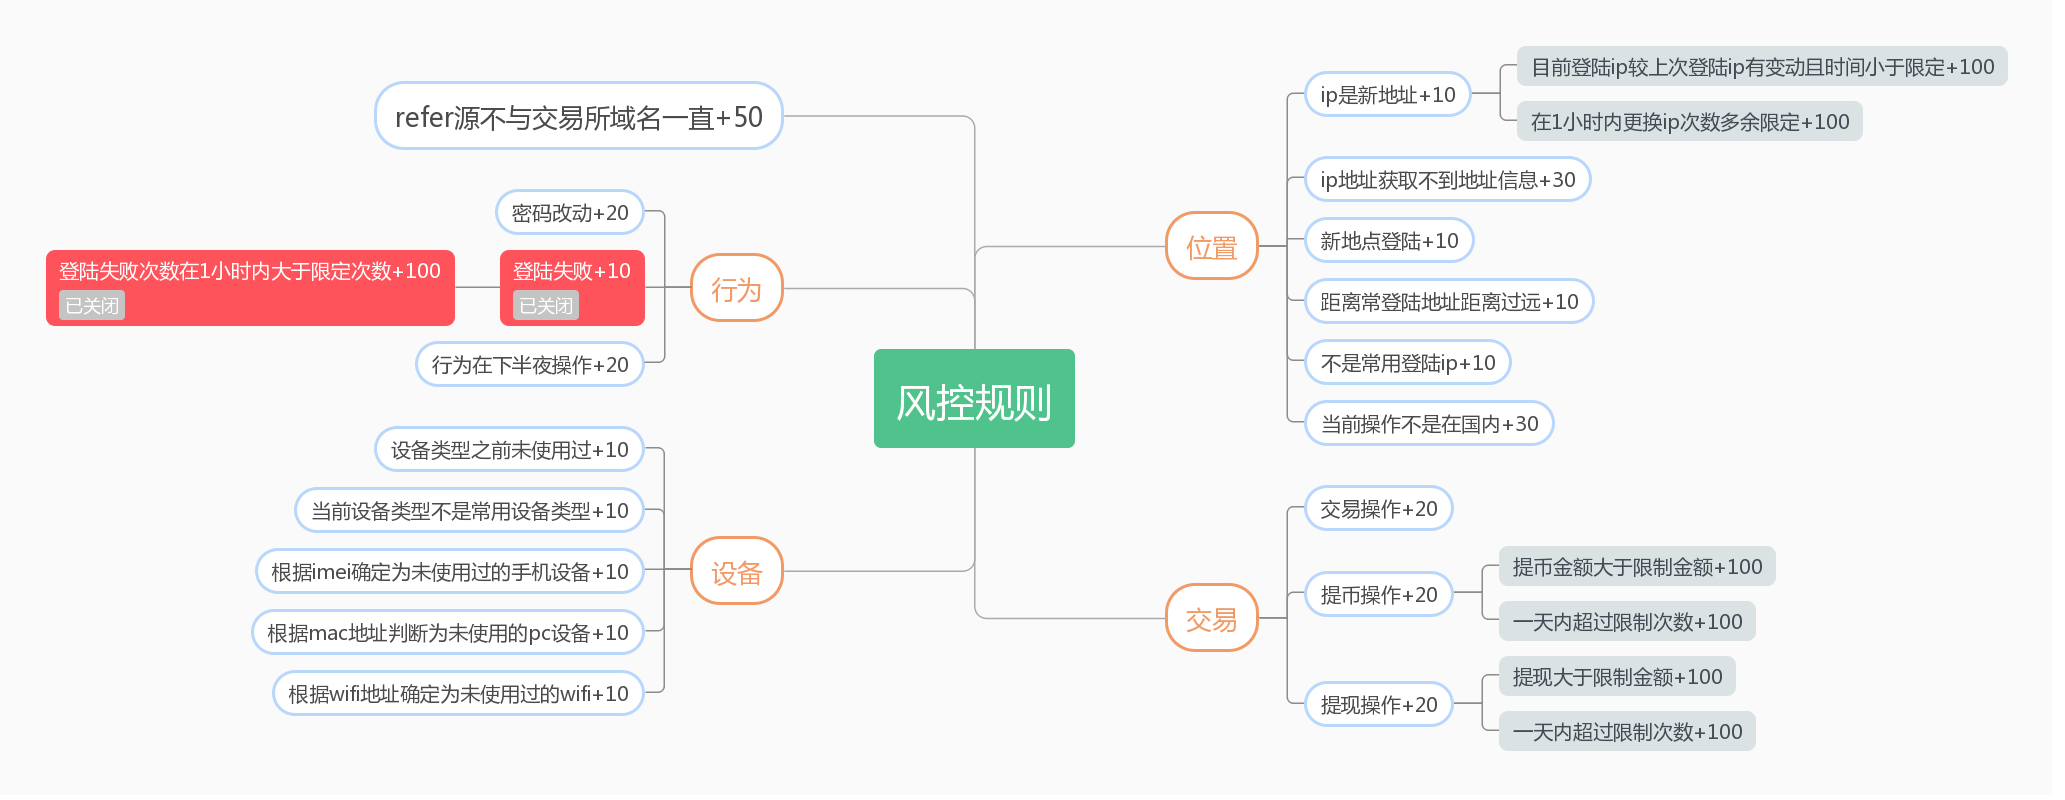 风控规则
refer源不与交易所域名一直+50
行为
密码改动+20
登陆失败+10
已关闭
登陆失败次数在1小时内大于限定次数+100
已关闭
行为在下半夜操作+20
设备
设备类型之前未使用过+10
当前设备类型不是常用设备类型+10
根据imei确定为未使用过的手机设备+10
根据mac地址判断为未使用的pc设备+10
根据wifi地址确定为未使用过的wifi+10
位置
ip是新地址+10
目前登陆ip较上次登陆ip有变动且时间小于限定+100
在1小时内更换ip次数多余限定+100
ip地址获取不到地址信息+30
新地点登陆+10
距离常登陆地址距离过远+10
不是常用登陆ip+10
当前操作不是在国内+30
交易
交易操作+20
提币操作+20
提币金额大于限制金额+100
一天内超过限制次数+100
提现操作+20
提现大于限制金额+100
一天内超过限制次数+100